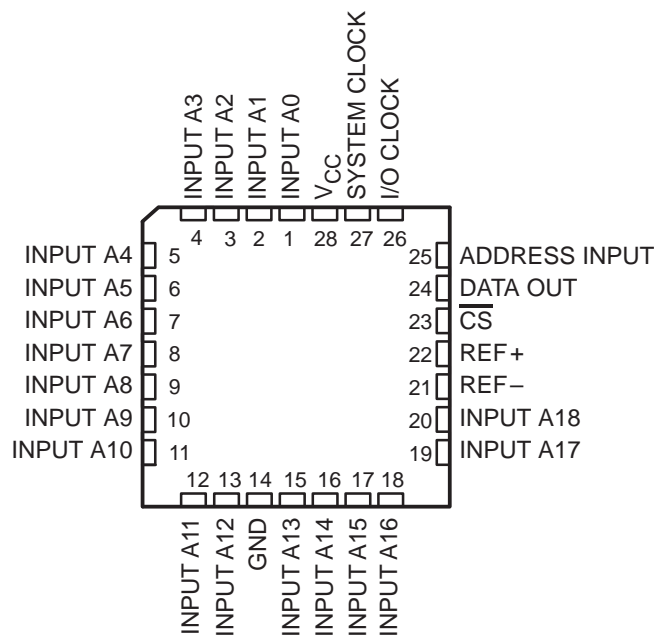 INPUT A3
INPUT A2
INPUT A1
INPUT A0
VCC
SYSTEM CLOCK
I/O CLOCK
4 3 2 1 28 27 26
INPUT A4 5
INPUT A5 6
INPUT A6 7
INPUT A7 8
INPUT A8 9
INPUT A9 10
INPUT A10 11
25 ADDRESS INPUT
24 DATA OUT
23 C̅S̅
22 REF+
21 REF−
20 INPUT A18
19 INPUT A17
12 13 14 15 16 17 18
INPUT A11
INPUT A12
GND
INPUT A13
INPUT A14
INPUT A15
INPUT A16